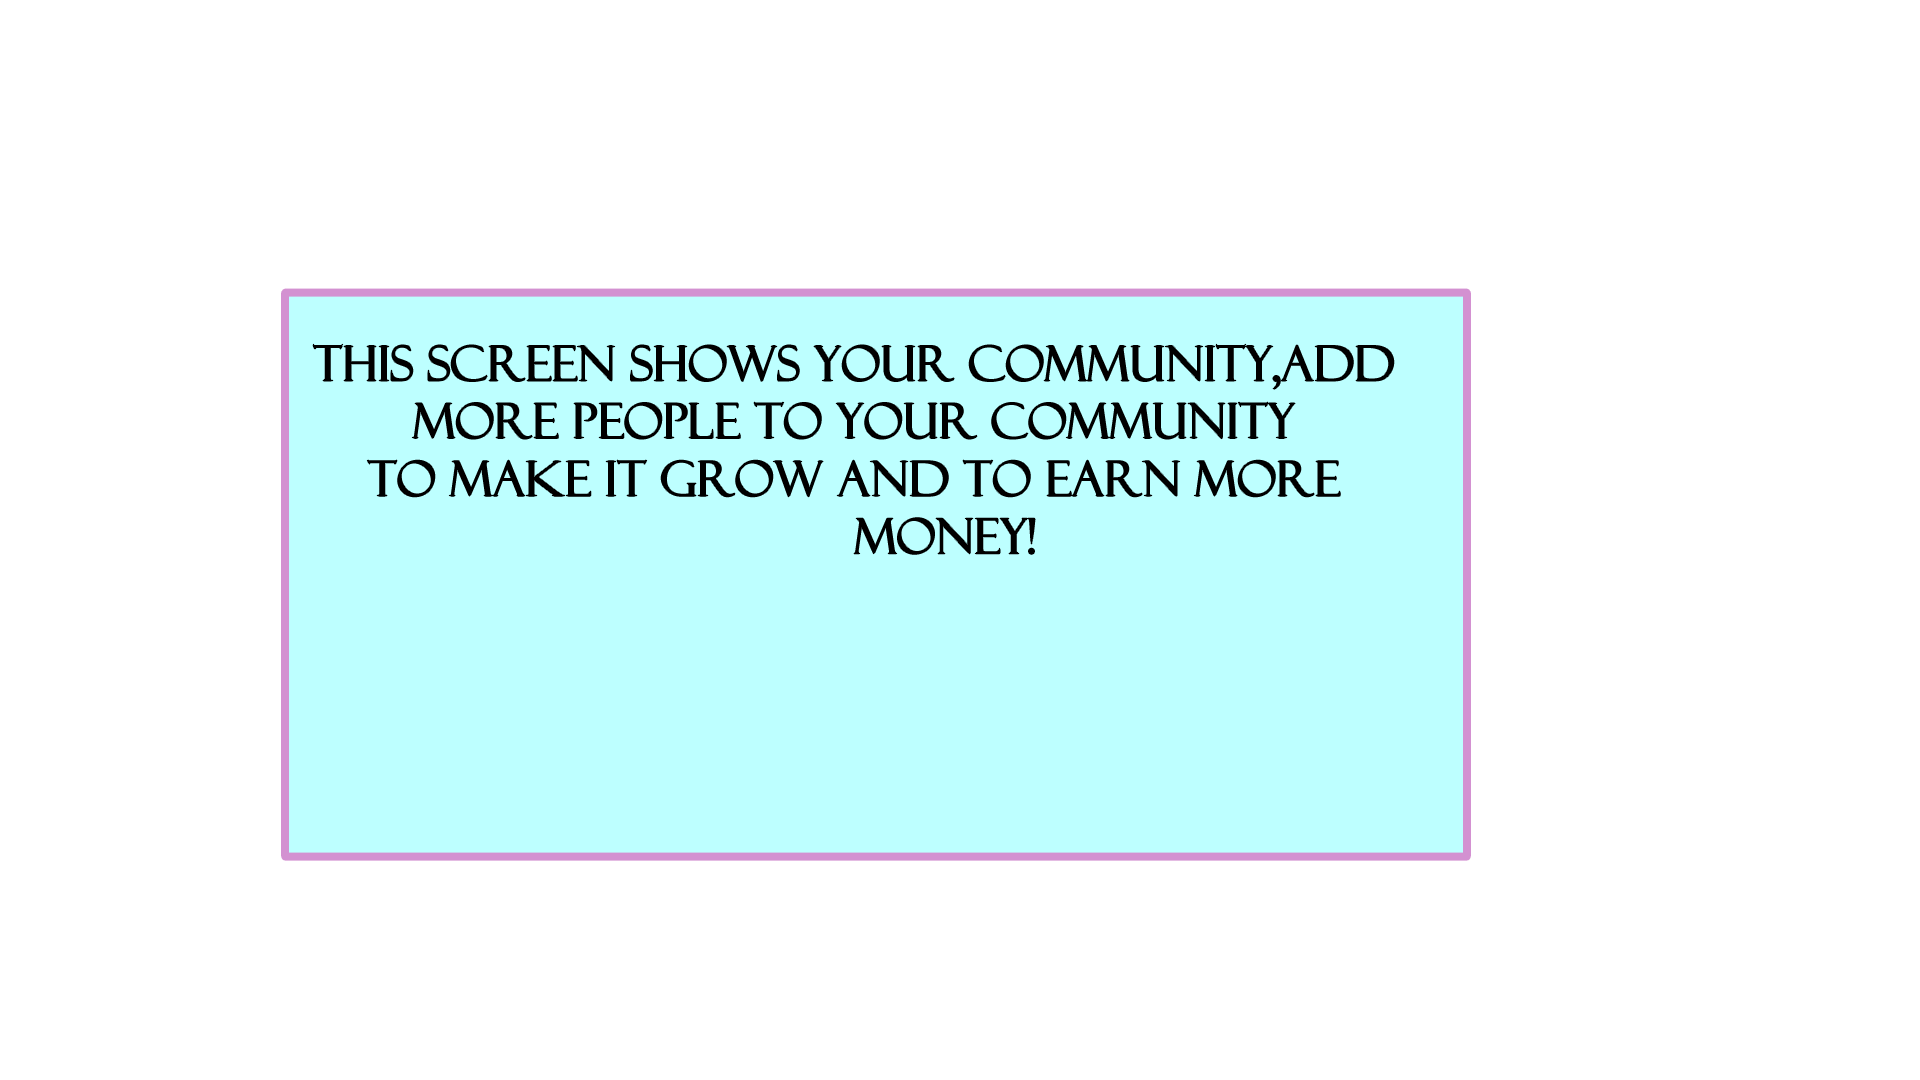 THIS SCREEN SHOWS YOUR COMMUNITY,ADD
MORE PEOPLE TO YOUR COMMUNITY
TO MAKE IT GROW AND TO EARN MORE
MONEY!